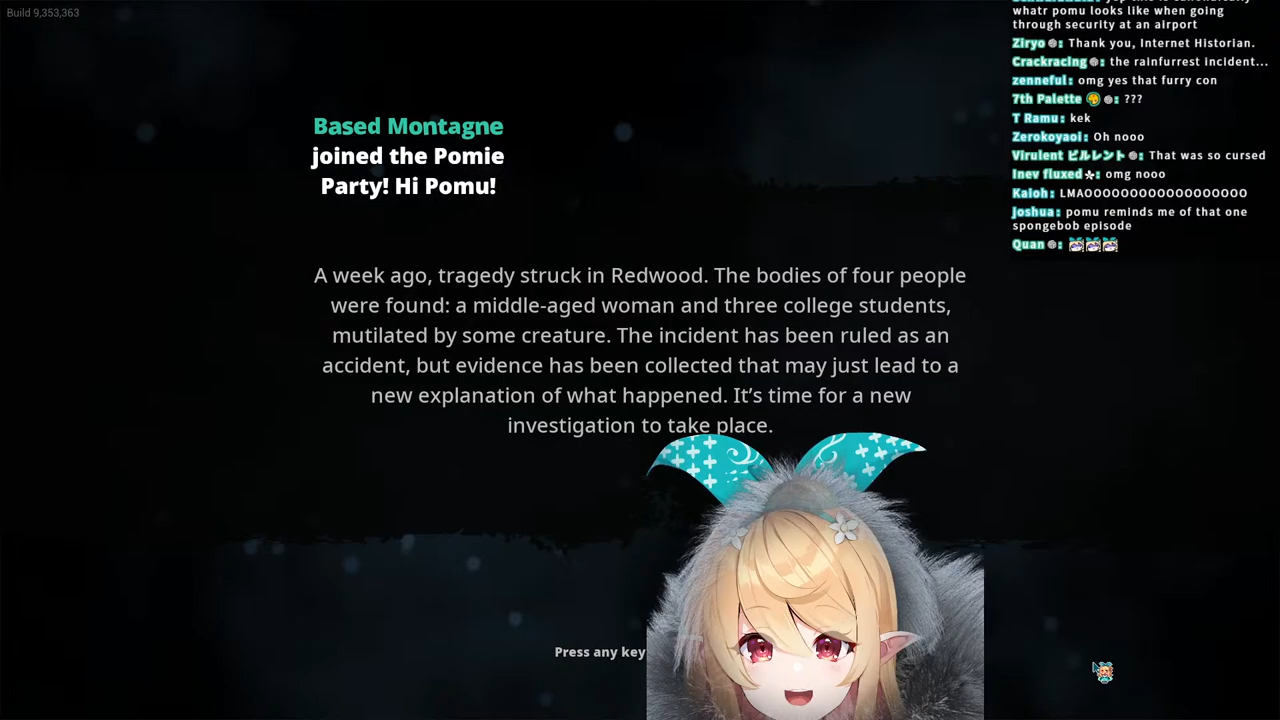 Build 9,353,363
whatr pomu looks like when going
through security at an airport
Ziryo: Thank you, Internet Historian.
Crackracing: the rainfurrest incident...
zenneful: omg yes that furry con
7th Palette: ???
T Ramu: kek
Zerokoyaoi: Oh nooo
Virulent ビルレント: That was so cursed
Inev fluxed: omg nooo
Kaioh: LMAOOOOOOOOOOOOOOOOOO
joshua: pomu reminds me of that one
spongebob episode
Quan:
Based Montagne
joined the Pomie
Party! Hi Pomu!
A week ago, tragedy struck in Redwood. The bodies of four people
were found: a middle-aged woman and three college students,
mutilated by some creature. The incident has been ruled as an
accident, but evidence has been collected that may just lead to a
new explanation of what happened. It’s time for a new
investigation to take place.
Press any key